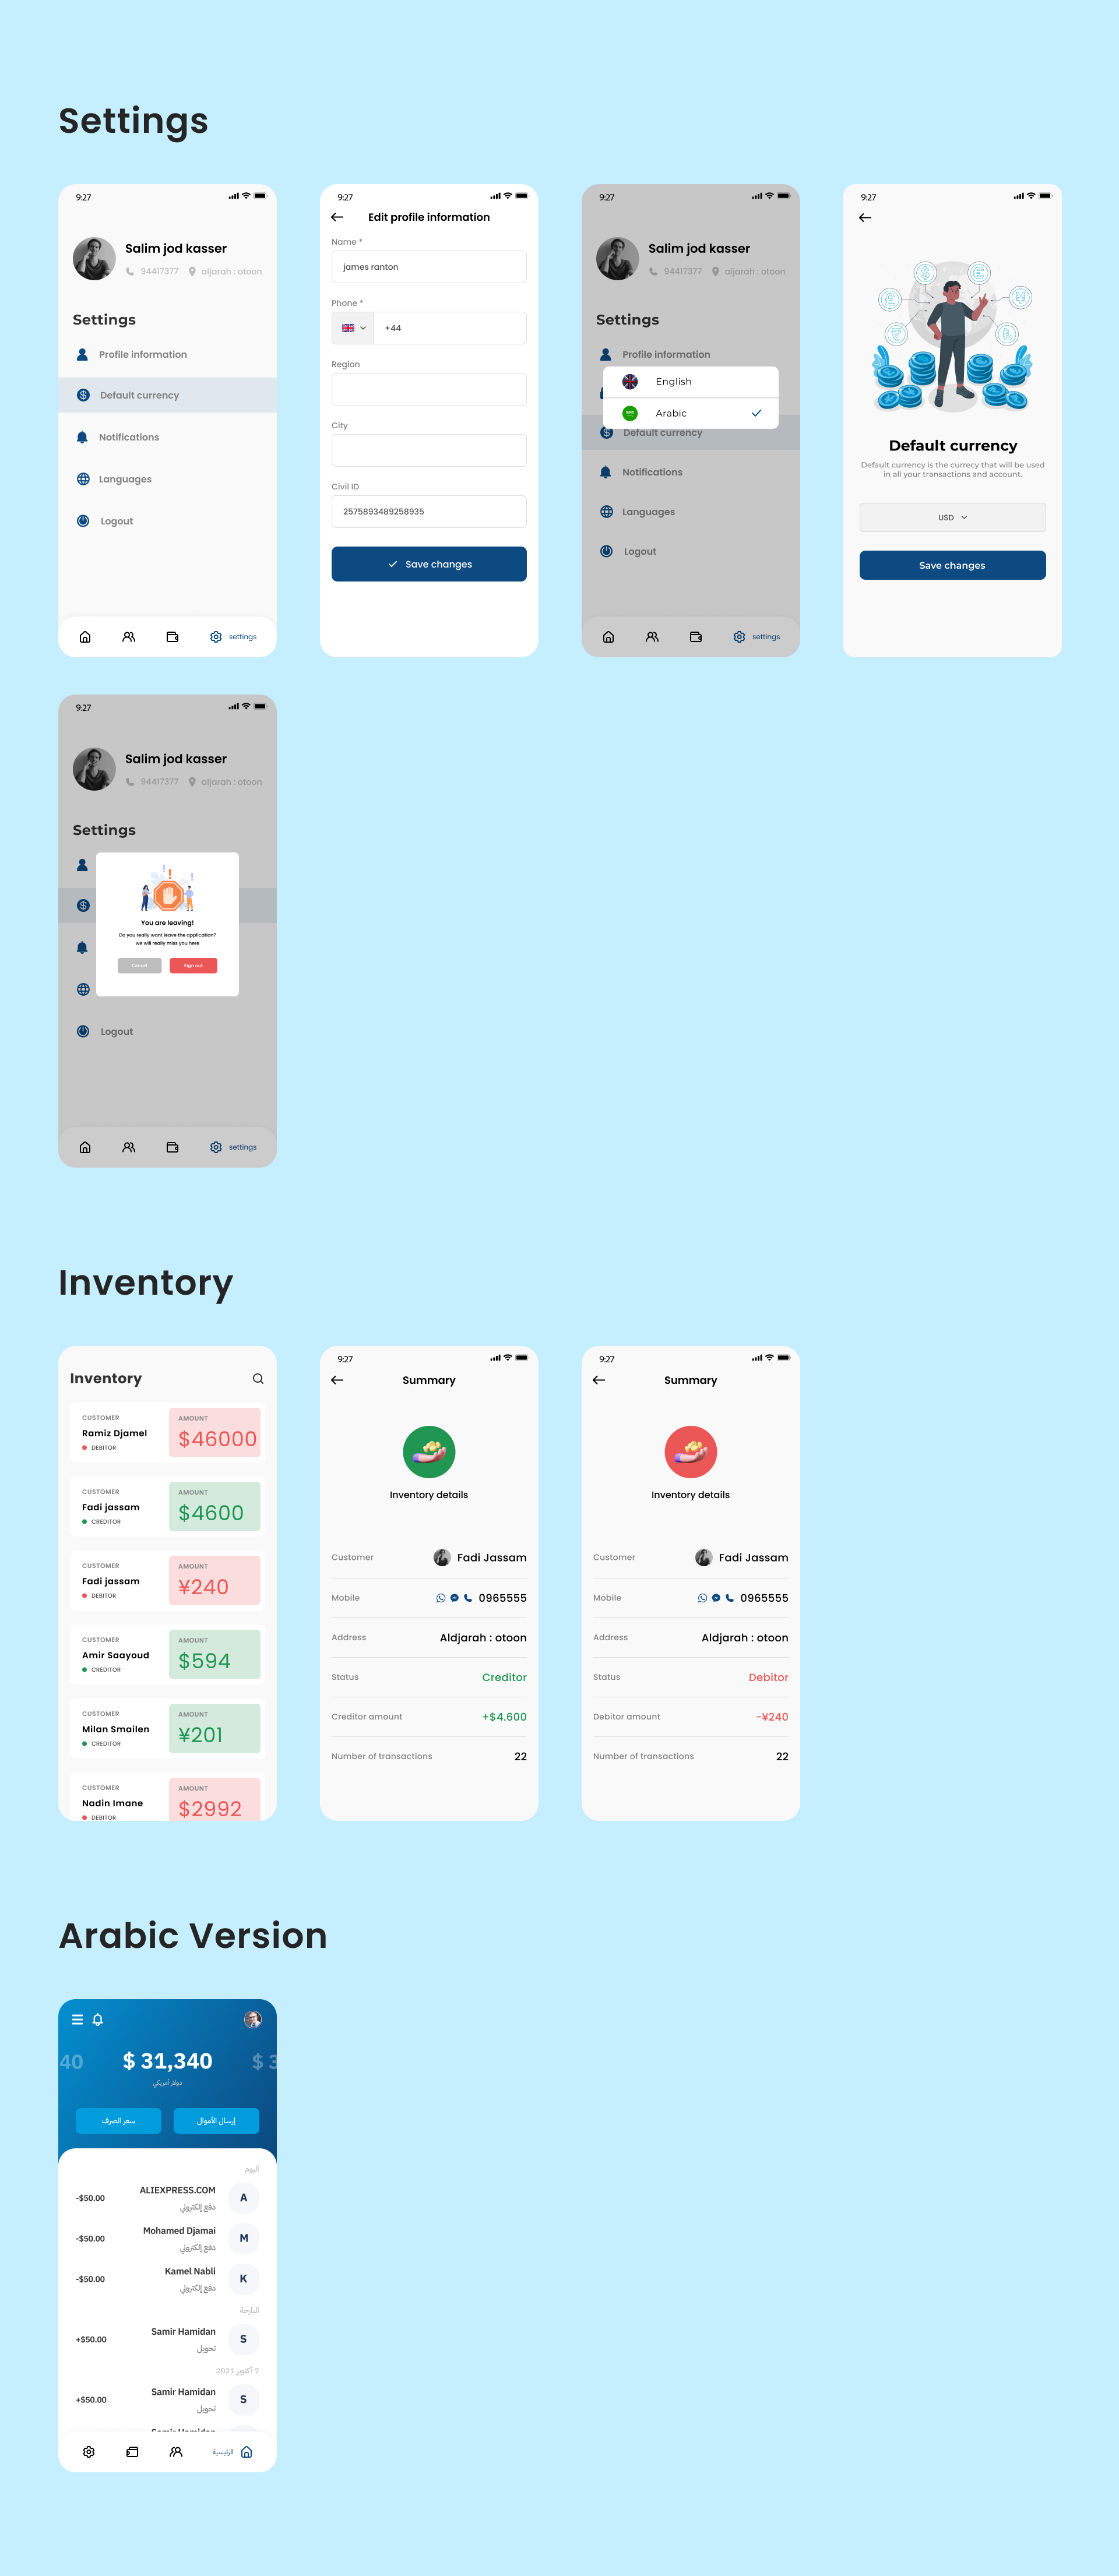 Settings
9:27
Salim jod kasser
94417377 aljarah : otoon
Settings
Profile information
Default currency
Notifications
Languages
Logout
settings
9:27
Edit profile information
Name *
james ranton
Phone *
+44
Region
City
Civil ID
2575893489258935
Save changes
9:27
Salim jod kasser
94417377 aljarah : otoon
Settings
Profile information
English
Arabic
Default currency
Notifications
Languages
Logout
settings
9:27
Default currency
Default currency is the currecy that will be used
in all your transactions and account.
USD
Save changes
9:27
Salim jod kasser
94417377 aljarah : otoon
Settings
You are leaving!
Do you really want leave the application?
we will really miss you here
Cancel Sign out
Logout
settings
Inventory
Inventory
CUSTOMER AMOUNT
Ramiz Djamel $46000
DEBITOR
CUSTOMER AMOUNT
Fadi jassam $4600
CREDITOR
CUSTOMER AMOUNT
Fadi jassam ¥240
DEBITOR
CUSTOMER AMOUNT
Amir Saayoud $594
CREDITOR
CUSTOMER AMOUNT
Milan Smailen ¥201
CREDITOR
CUSTOMER AMOUNT
Nadin Imane $2992
DEBITOR
9:27
Summary
Inventory details
Customer Fadi Jassam
Mobile 0965555
Address Aldjarah : otoon
Status Creditor
Creditor amount +$4.600
Number of transactions 22
9:27
Summary
Inventory details
Customer Fadi Jassam
Mobile 0965555
Address Aldjarah : otoon
Status Debitor
Debitor amount -¥240
Number of transactions 22
Arabic Version
40 $ 31,340 $ 3
دولار أمريكي
إرسال الأموال سعر الصرف
اليوم
-$50.00 ALIEXPRESS.COM A
دفع إلكتروني
-$50.00 Mohamed Djamai M
دفع إلكتروني
-$50.00 Kamel Nabli K
دفع إلكتروني
البارحة
+$50.00 Samir Hamidan S
تحويل
7 أكتوبر 2021
+$50.00 Samir Hamidan S
تحويل
Samir Hamidan
الرئيسية